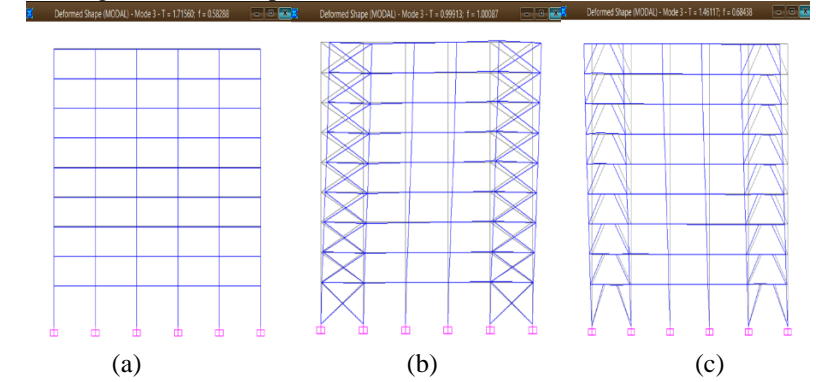 Deformed Shape (MODAL) - Mode 3 - T = 1.71560; f = 0.58288
Deformed Shape (MODAL) - Mode 3 - T = 0.99913; f = 1.00087
Deformed Shape (MODAL) - Mode 3 - T = 1.46117; f = 0.68438
(a)
(b)
(c)